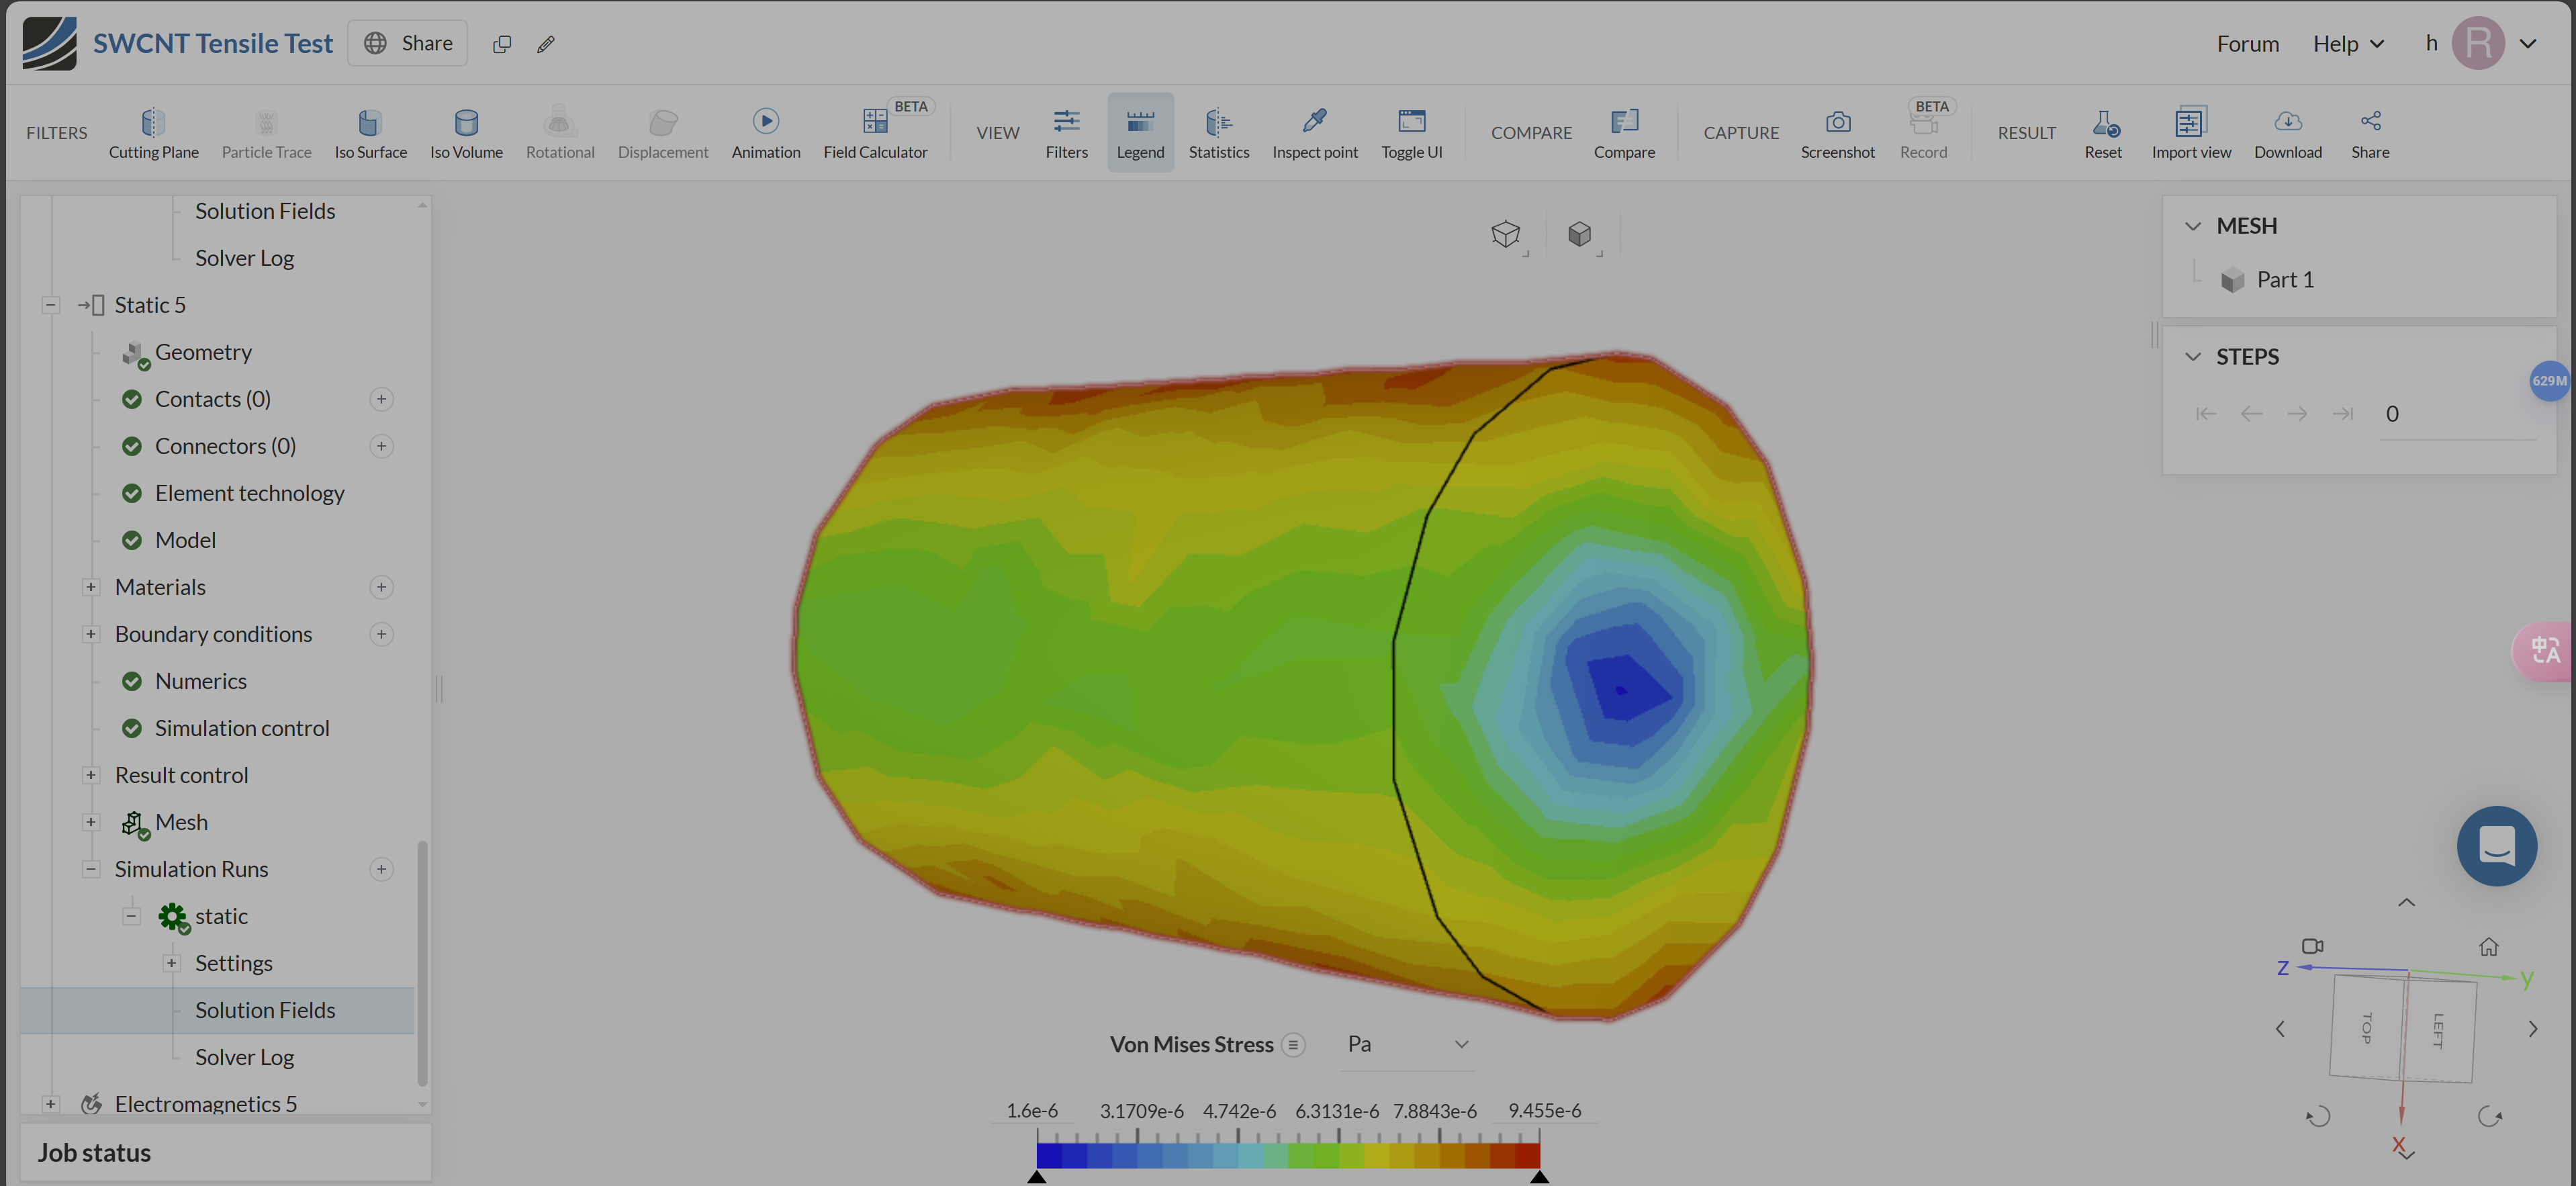 SWCNT Tensile Test
Share
Forum
Help
h
R
FILTERS
Cutting Plane
Particle Trace
Iso Surface
Iso Volume
Rotational
Displacement
Animation
Field Calculator
BETA
VIEW
Filters
Legend
Statistics
Inspect point
Toggle UI
COMPARE
Compare
CAPTURE
Screenshot
Record
BETA
RESULT
Reset
Import view
Download
Share
Solution Fields
Solver Log
Static 5
Geometry
Contacts (0)
Connectors (0)
Element technology
Model
Materials
Boundary conditions
Numerics
Simulation control
Result control
Mesh
Simulation Runs
static
Settings
Solution Fields
Solver Log
Electromagnetics 5
Job status
MESH
Part 1
STEPS
0
629M
中A
Von Mises Stress
Pa
1.6e-6 3.1709e-6 4.742e-6 6.3131e-6 7.8843e-6 9.455e-6
z
y
TOP
LEFT
x